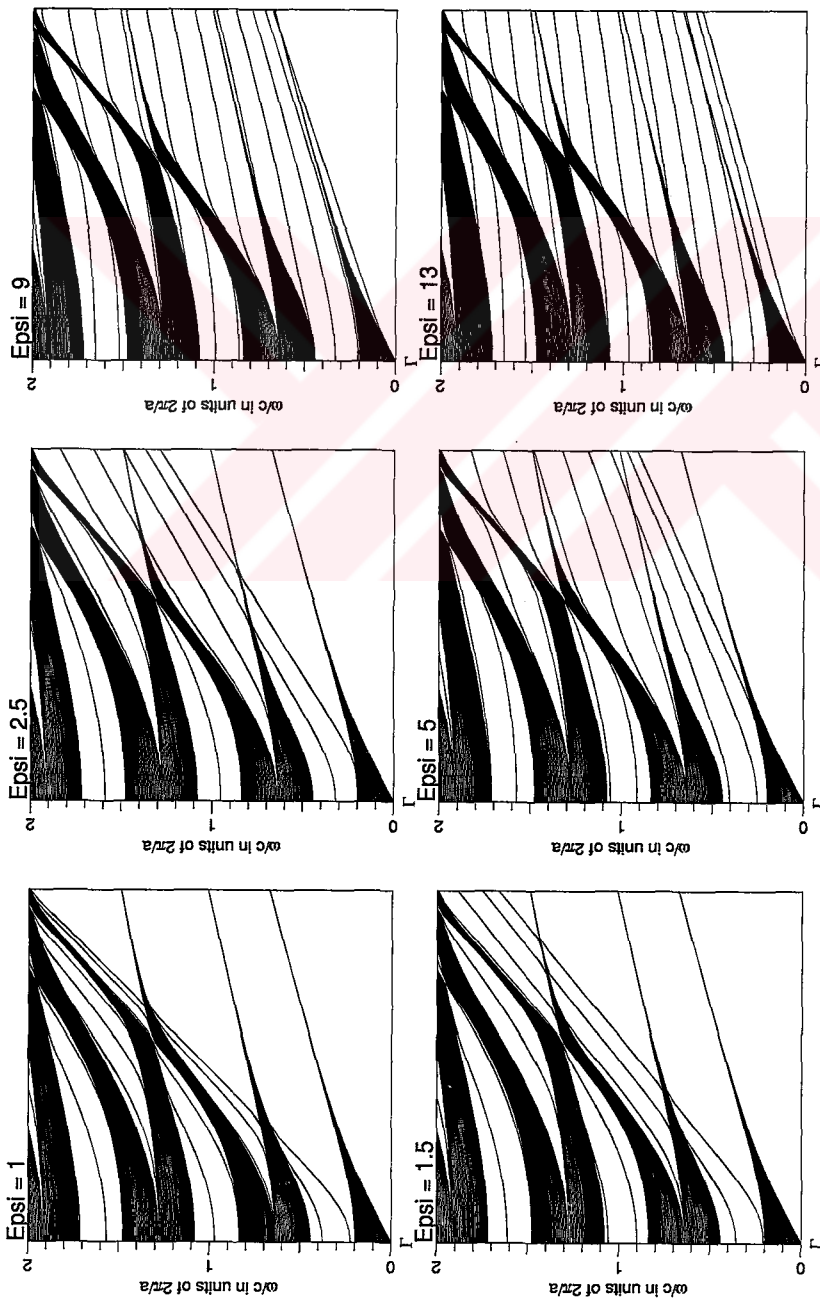 Epsi = 1
ω/c in units of 2π/a
2
1
0
Γ
Epsi = 2.5
ω/c in units of 2π/a
2
1
0
Γ
Epsi = 9
ω/c in units of 2π/a
2
1
0
Γ
Epsi = 1.5
ω/c in units of 2π/a
2
1
0
Γ
Epsi = 5
ω/c in units of 2π/a
2
1
0
Γ
Epsi = 13
ω/c in units of 2π/a
2
1
0
Γ